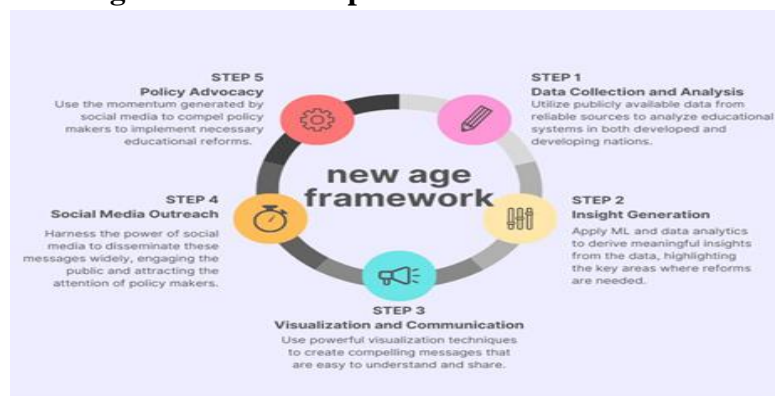 STEP 5
Policy Advocacy
Use the momentum generated by
social media to compel policy
makers to implement necessary
educational reforms.
STEP 1
Data Collection and Analysis
Utilize publicly available data from
reliable sources to analyze educational
systems in both developed and
developing nations.
new age
framework
STEP 4
Social Media Outreach
Harness the power of social
media to disseminate these
messages widely, engaging the
public and attracting the
attention of policy makers.
STEP 2
Insight Generation
Apply ML and data analytics
to derive meaningful insights
from the data, highlighting
the key areas where reforms
are needed.
STEP 3
Visualization and Communication
Use powerful visualization techniques
to create compelling messages that
are easy to understand and share.